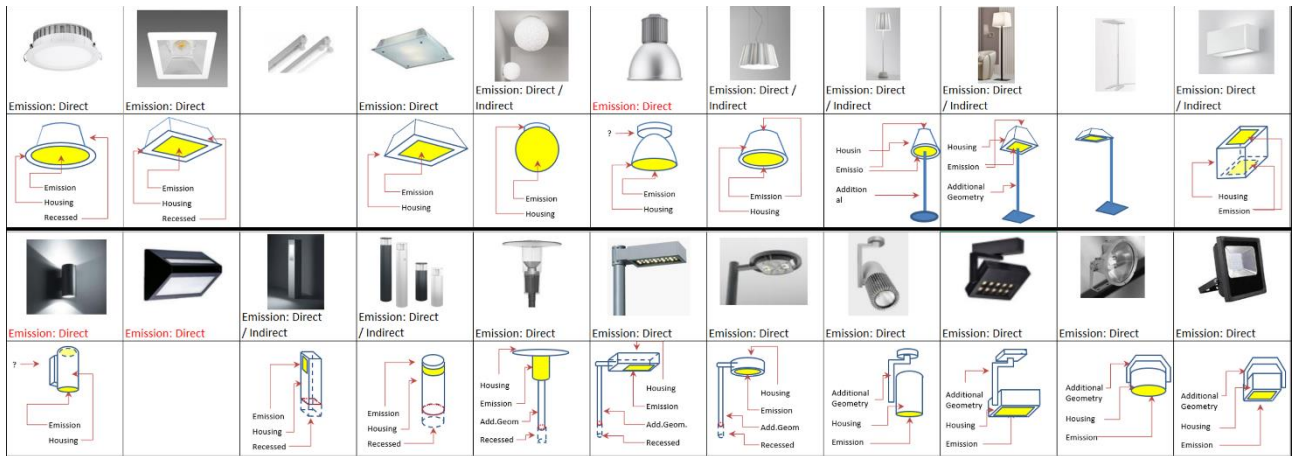 Emission: Direct
Emission: Direct
Emission: Direct
Emission: Direct /
Indirect
Emission: Direct
Emission: Direct /
Indirect
Emission: Direct
/ Indirect
Emission: Direct
/ Indirect
Emission: Direct
/ Indirect
Emission
Housing
Recessed
Emission
Housing
Recessed
Emission
Housing
Emission
Housing
?
Emission
Housing
Emission
Housing
Housin
Emissio
Addition
al
Housing
Emission
Additional
Geometry
Housing
Emission
Emission: Direct
Emission: Direct
Emission: Direct
/ Indirect
Emission: Direct
/ Indirect
Emission: Direct
Emission: Direct
Emission: Direct
Emission: Direct
Emission: Direct
Emission: Direct
Emission: Direct
?
Emission
Housing
Emission
Housing
Recessed
Emission
Housing
Recessed
Housing
Emission
Add.Geom
Recessed
Housing
Emission
Add.Geom.
Recessed
Housing
Emission
Add.Geom
Recessed
Additional
Geometry
Housing
Emission
Additional
Geometry
Housing
Emission
Additional
Geometry
Housing
Emission
Additional
Geometry
Housing
Emission